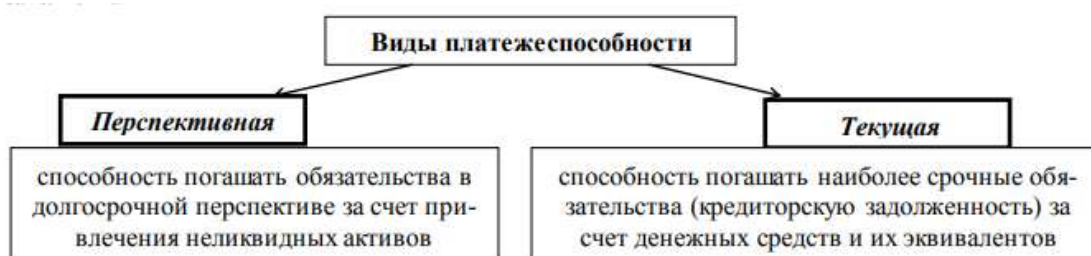 Виды платежеспособности
Перспективная
способность погашать обязательства в
долгосрочной перспективе за счет при-
влечения неликвидных активов
Текущая
способность погашать наиболее срочные обя-
зательства (кредиторскую задолженность) за
счет денежных средств и их эквивалентов